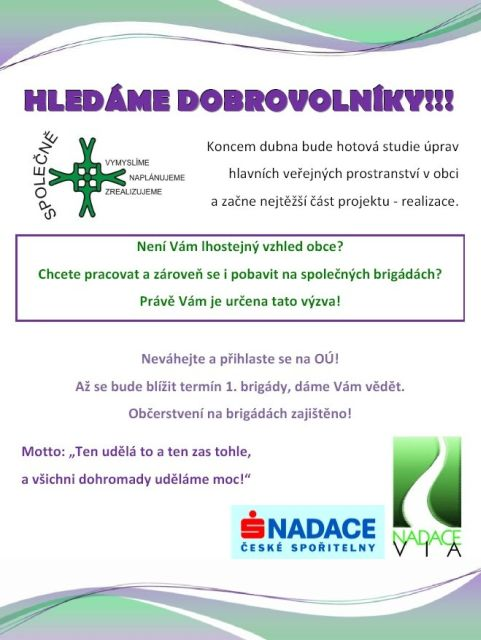 HLEDÁME DOBROVOLNÍKY!!!
SPOLEČNĚ
VYMYSLÍME
NAPLÁNUJEME
ZREALIZUJEME
Koncem dubna bude hotová studie úprav
hlavních veřejných prostranství v obci
a začne nejtěžší část projektu - realizace.
Není Vám lhostejný vzhled obce?
Chcete pracovat a zároveň se i pobavit na společných brigádách?
Právě Vám je určena tato výzva!
Neváhejte a přihlaste se na OÚ!
Až se bude blížit termín 1. brigády, dáme Vám vědět.
Občerstvení na brigádách zajištěno!
Motto: „Ten udělá to a ten zas tohle,
a všichni dohromady uděláme moc!“
NADACE
ČESKÉ SPOŘITELNY
NADACE
VIA